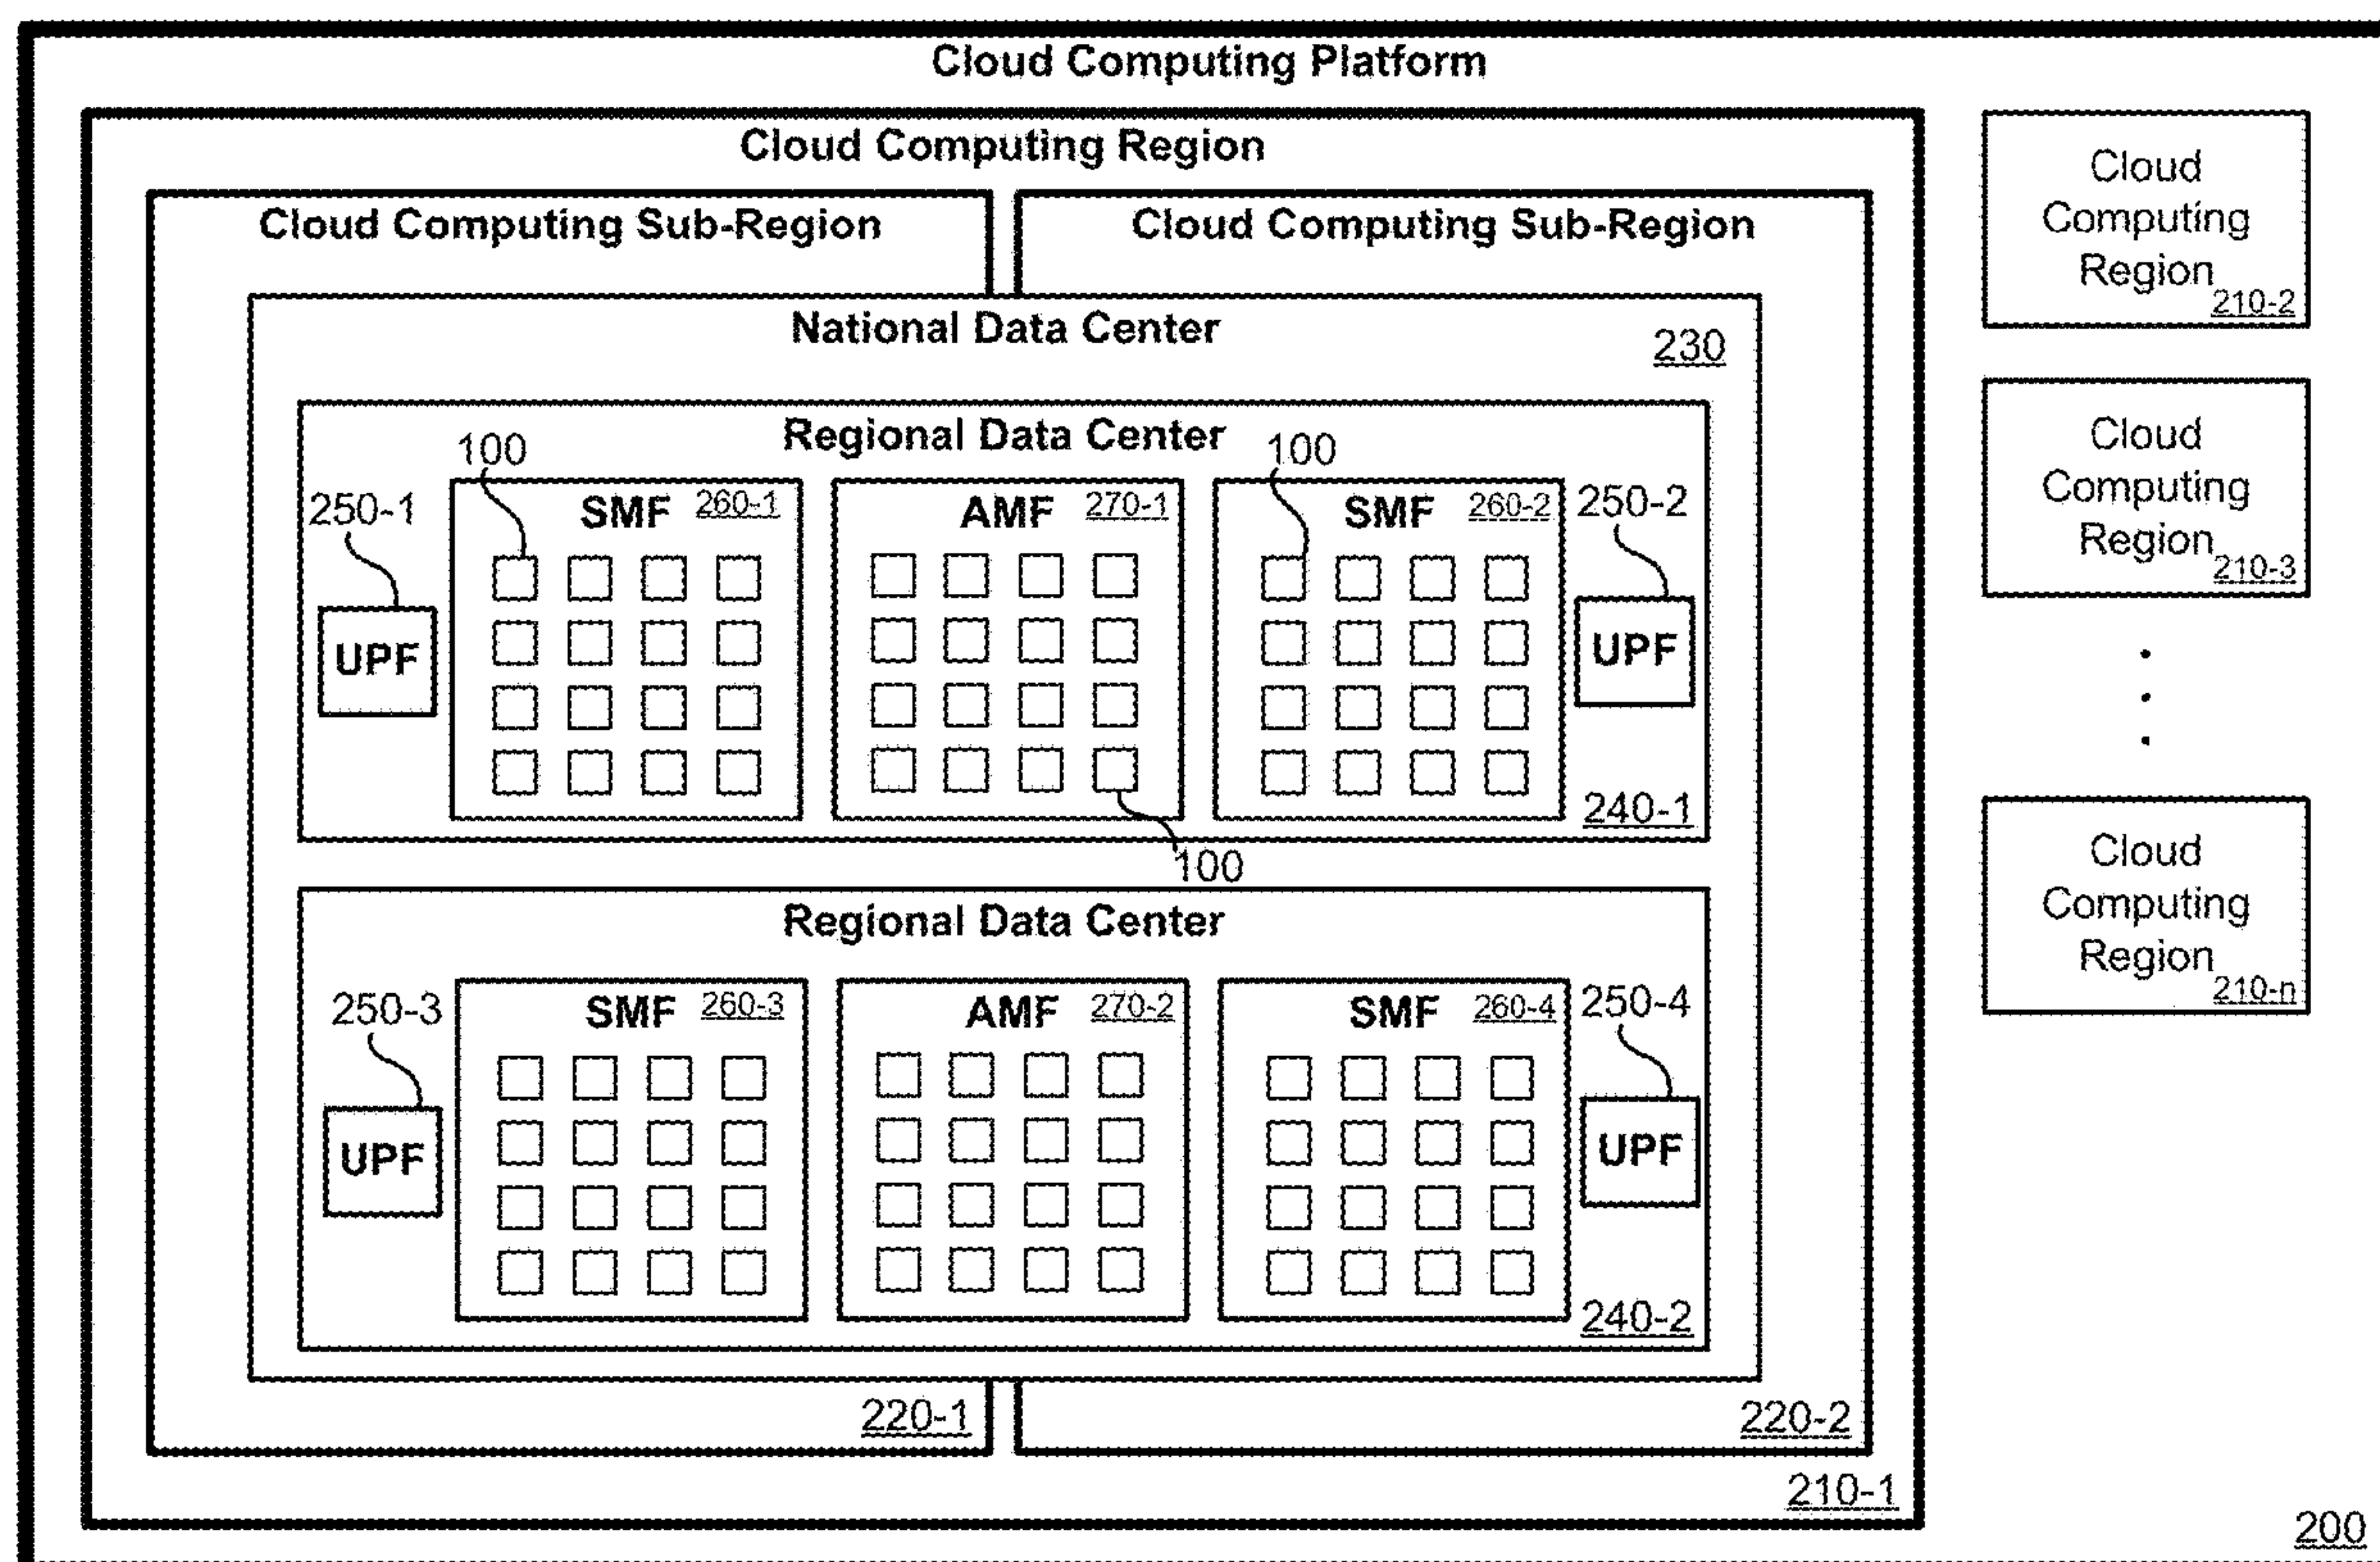 Cloud Computing Platform
Cloud Computing Region
Cloud Computing Sub-Region
Cloud Computing Sub-Region
National Data Center
230
Regional Data Center
100
100
250-1
SMF 260-1
AMF 270-1
SMF 260-2
250-2
UPF
UPF
240-1
100
Regional Data Center
250-3
SMF 260-3
AMF 270-2
SMF 260-4
250-4
UPF
UPF
240-2
220-1
220-2
210-1
Cloud
Computing
Region
210-2
Cloud
Computing
Region
210-3
Cloud
Computing
Region
210-n
200